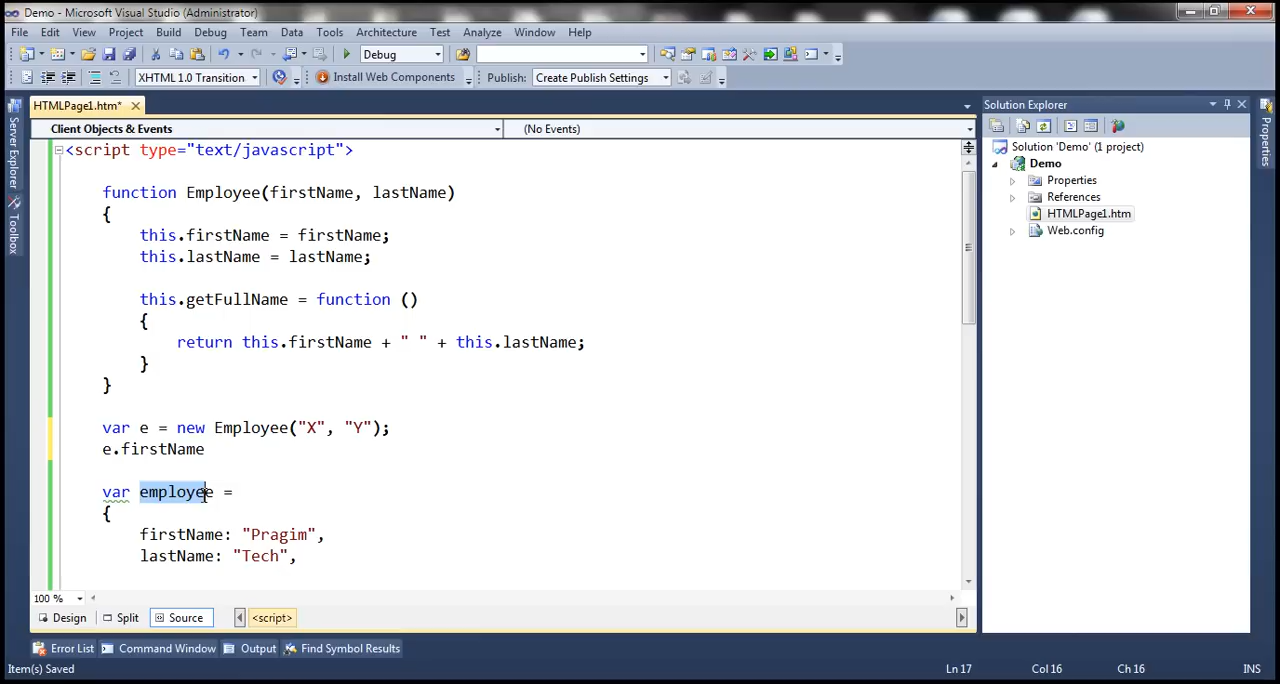 Demo - Microsoft Visual Studio (Administrator)
File Edit View Project Build Debug Team Data Tools Architecture Test Analyze Window Help
Debug
XHTML 1.0 Transition Install Web Components Publish: Create Publish Settings
HTMLPage1.htm*
Client Objects & Events (No Events)
<script type="text/javascript">
function Employee(firstName, lastName)
{
this.firstName = firstName;
this.lastName = lastName;
this.getFullName = function ()
{
return this.firstName + " " + this.lastName;
}
}
var e = new Employee("X", "Y");
e.firstName
var employee =
{
firstName: "Pragim",
lastName: "Tech",
100 %
Design Split Source <script>
Error List Command Window Output Find Symbol Results
Item(s) Saved Ln 17 Col 16 Ch 16 INS
Server Explorer
Toolbox
Solution Explorer
Solution 'Demo' (1 project)
Demo
Properties
References
HTMLPage1.htm
Web.config
Properties